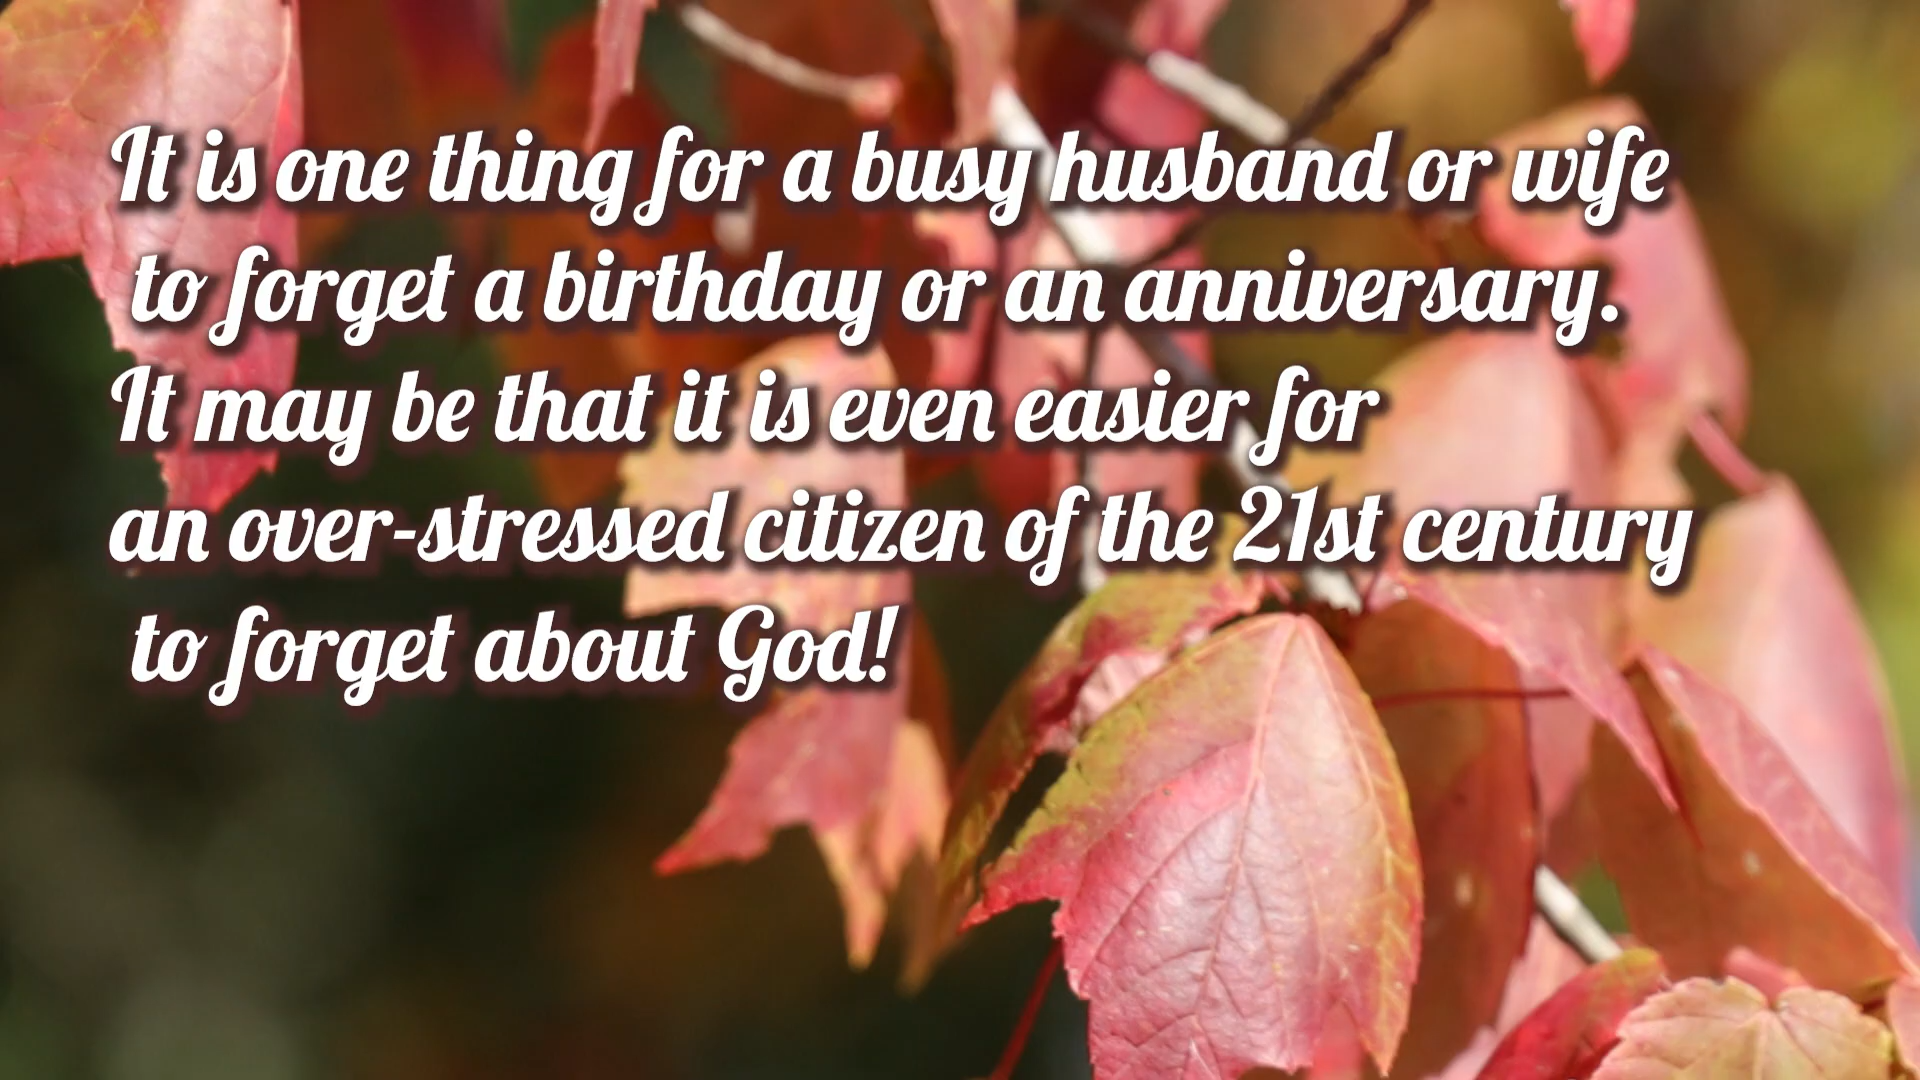 It is one thing for a busy husband or wife
to forget a birthday or an anniversary.
It may be that it is even easier for
an over-stressed citizen of the 21st century
to forget about God!